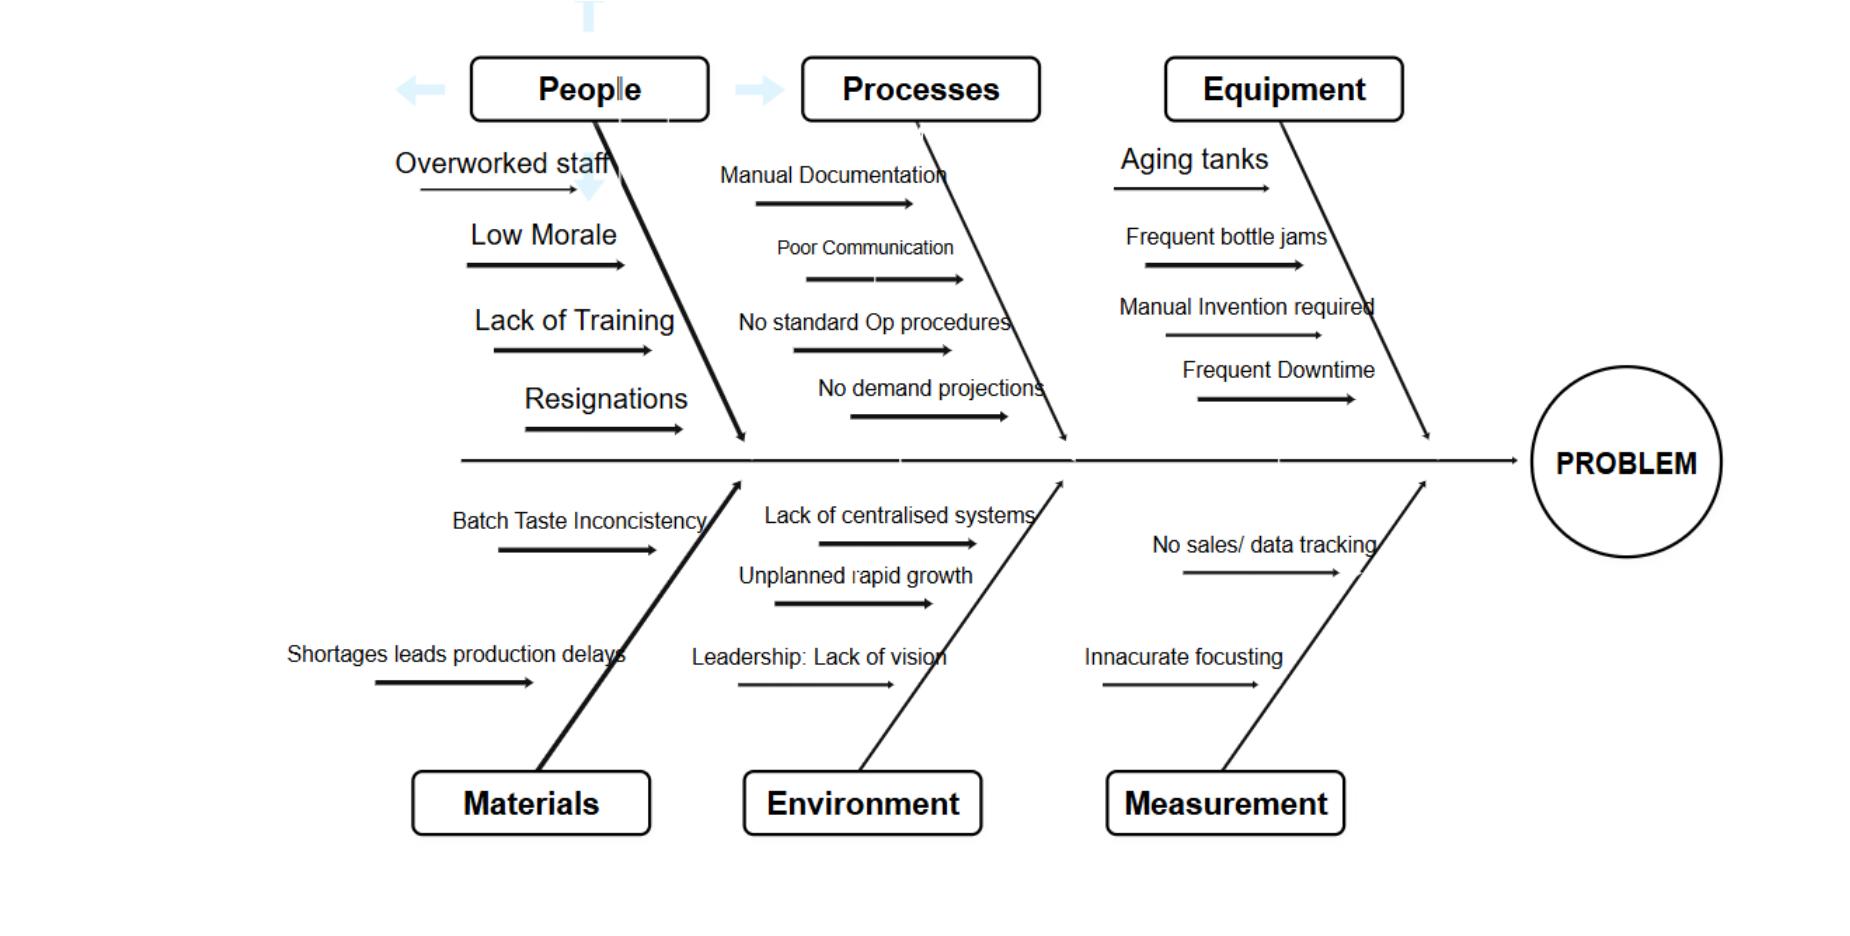 People
Processes
Equipment
Overworked staff
Low Morale
Lack of Training
Resignations
Manual Documentation
Poor Communication
No standard Op procedures
No demand projections
Aging tanks
Frequent bottle jams
Manual Invention required
Frequent Downtime
PROBLEM
Batch Taste Inconcistency
Shortages leads production delays
Lack of centralised systems
Unplanned rapid growth
Leadership: Lack of vision
No sales/ data tracking
Innacurate focusting
Materials
Environment
Measurement